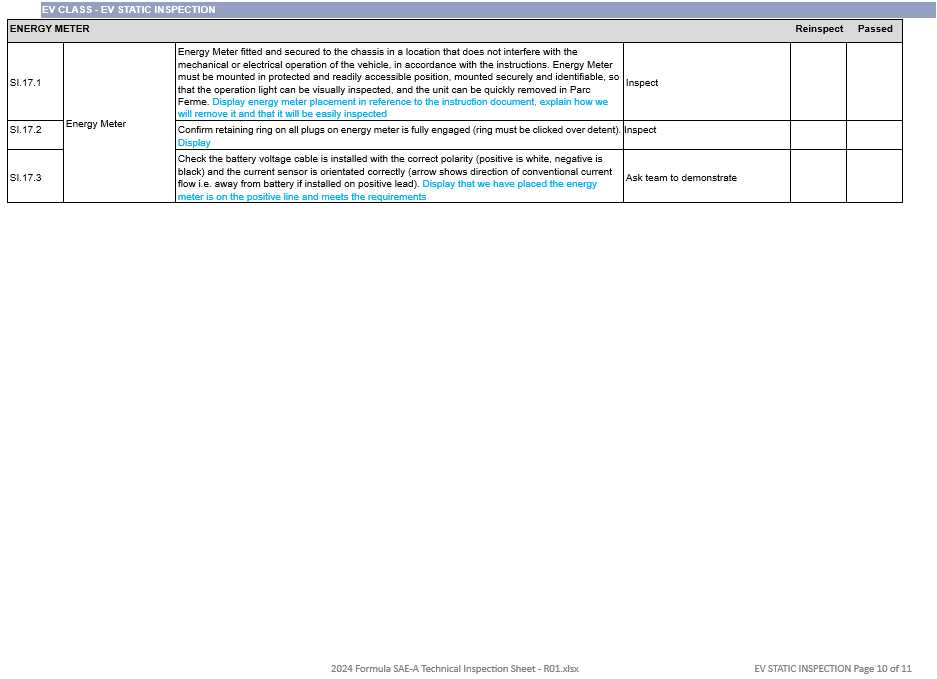 EV CLASS - EV STATIC INSPECTION
ENERGY METER Reinspect Passed
SI.17.1
Energy Meter
Energy Meter fitted and secured to the chassis in a location that does not interfere with the
mechanical or electrical operation of the vehicle, in accordance with the instructions. Energy Meter
must be mounted in protected and readily accessible position, mounted securely and identifiable, so
that the operation light can be visually inspected, and the unit can be quickly removed in Parc
Ferme. Display energy meter placement in reference to the instruction document, explain how we
will remove it and that it will be easily inspected
Inspect
SI.17.2
Confirm retaining ring on all plugs on energy meter is fully engaged (ring must be clicked over detent).
Display
Inspect
SI.17.3
Check the battery voltage cable is installed with the correct polarity (positive is white, negative is
black) and the current sensor is orientated correctly (arrow shows direction of conventional current
flow i.e. away from battery if installed on positive lead). Display that we have placed the energy
meter is on the positive line and meets the requirements
Ask team to demonstrate
2024 Formula SAE-A Technical Inspection Sheet - R01.xlsx
EV STATIC INSPECTION Page 10 of 11